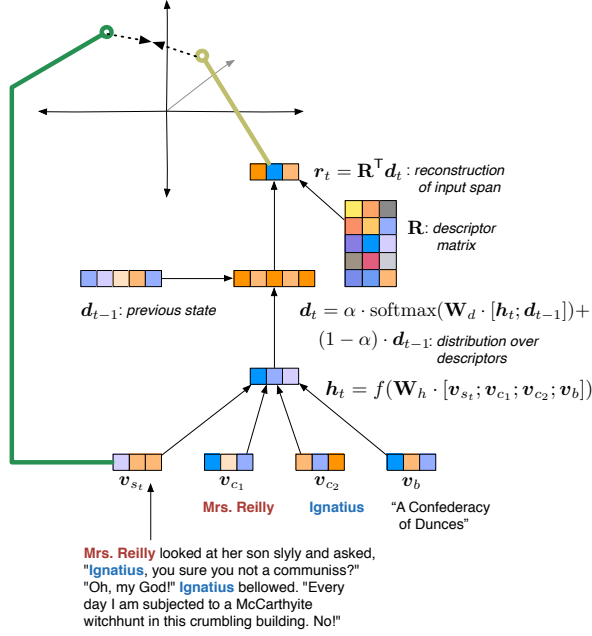 r_t = R^T d_t : reconstruction
of input span
R: descriptor
matrix
d_{t−1}: previous state
d_t = α · softmax(W_d · [h_t; d_{t−1}])+
(1 − α) · d_{t−1}: distribution over
descriptors
h_t = f(W_h · [v_{s_t}; v_{c_1}; v_{c_2}; v_b])
v_{s_t} v_{c_1} v_{c_2} v_b
Mrs. Reilly Ignatius “A Confederacy
of Dunces”
Mrs. Reilly looked at her son slyly and asked,
"Ignatius, you sure you not a communiss?"
"Oh, my God!" Ignatius bellowed. "Every
day I am subjected to a McCarthyite
witchhunt in this crumbling building. No!"